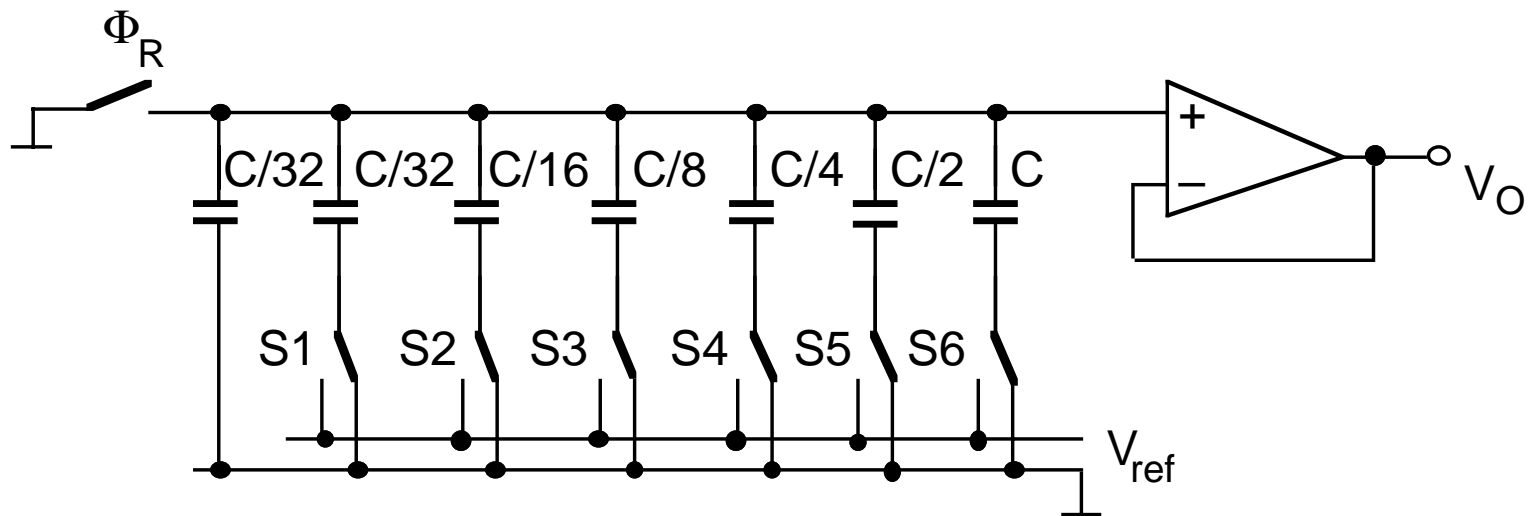 Φ_R
C/32 C/32 C/16 C/8 C/4 C/2 C
+
−
V_O
S1 S2 S3 S4 S5 S6
V_ref